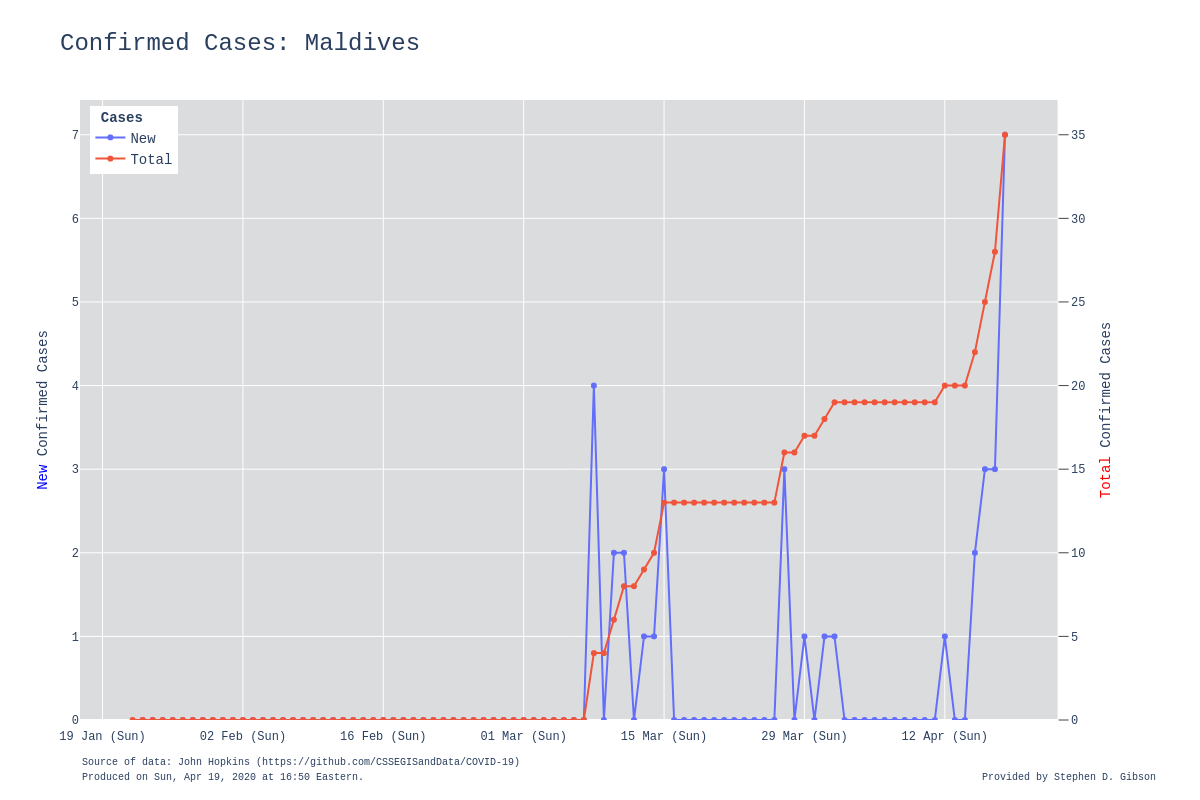 Confirmed Cases: Maldives
Cases
New
Total
7
6
5
4
3
2
1
0
New Confirmed Cases
35
30
25
20
15
10
5
0
Total Confirmed Cases
19 Jan (Sun) 02 Feb (Sun) 16 Feb (Sun) 01 Mar (Sun) 15 Mar (Sun) 29 Mar (Sun) 12 Apr (Sun)
Source of data: John Hopkins (https://github.com/CSSEGISandData/COVID-19)
Produced on Sun, Apr 19, 2020 at 16:50 Eastern.
Provided by Stephen D. Gibson